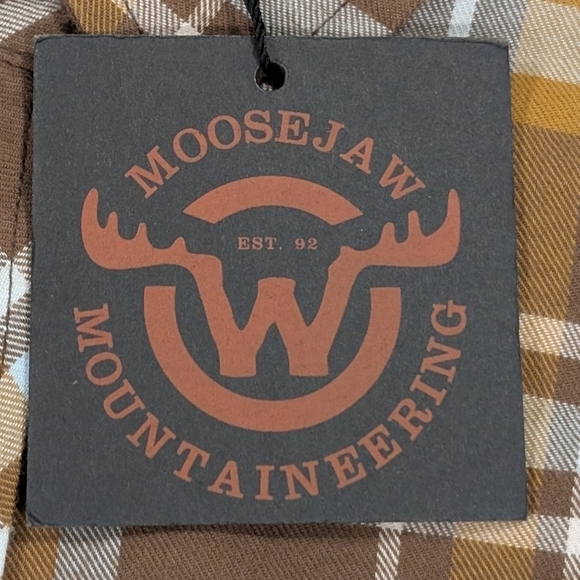 MOOSEJAW
EST. 92
W
MOUNTAINEERING